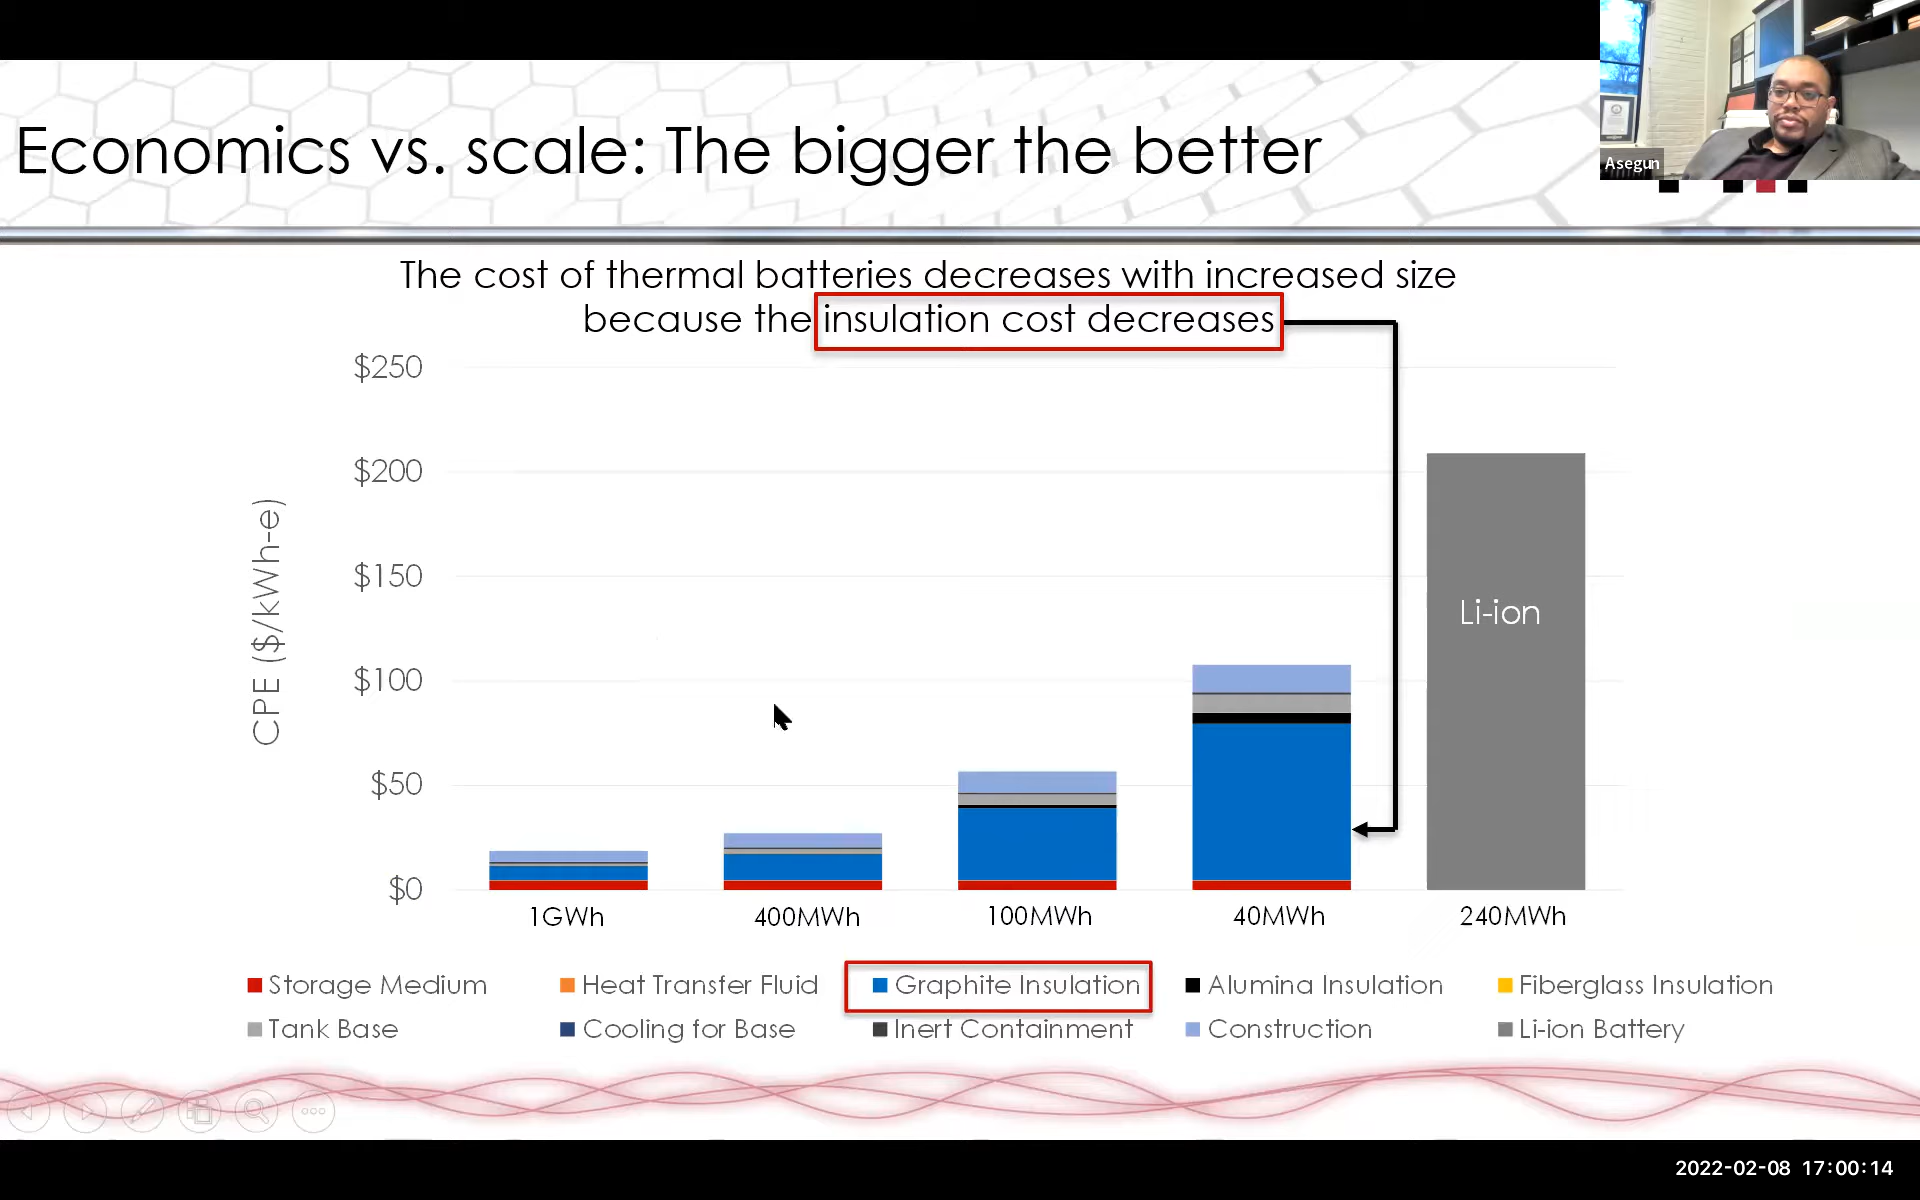 Economics vs. scale: The bigger the better
Asegun
The cost of thermal batteries decreases with increased size
because the insulation cost decreases
$250
$200
$150
$100
$50
$0
CPE ($/kWh-e)
Li-ion
1GWh
400MWh
100MWh
40MWh
240MWh
Storage Medium
Heat Transfer Fluid
Graphite Insulation
Alumina Insulation
Fiberglass Insulation
Tank Base
Cooling for Base
Inert Containment
Construction
Li-ion Battery
2022-02-08 17:00:14